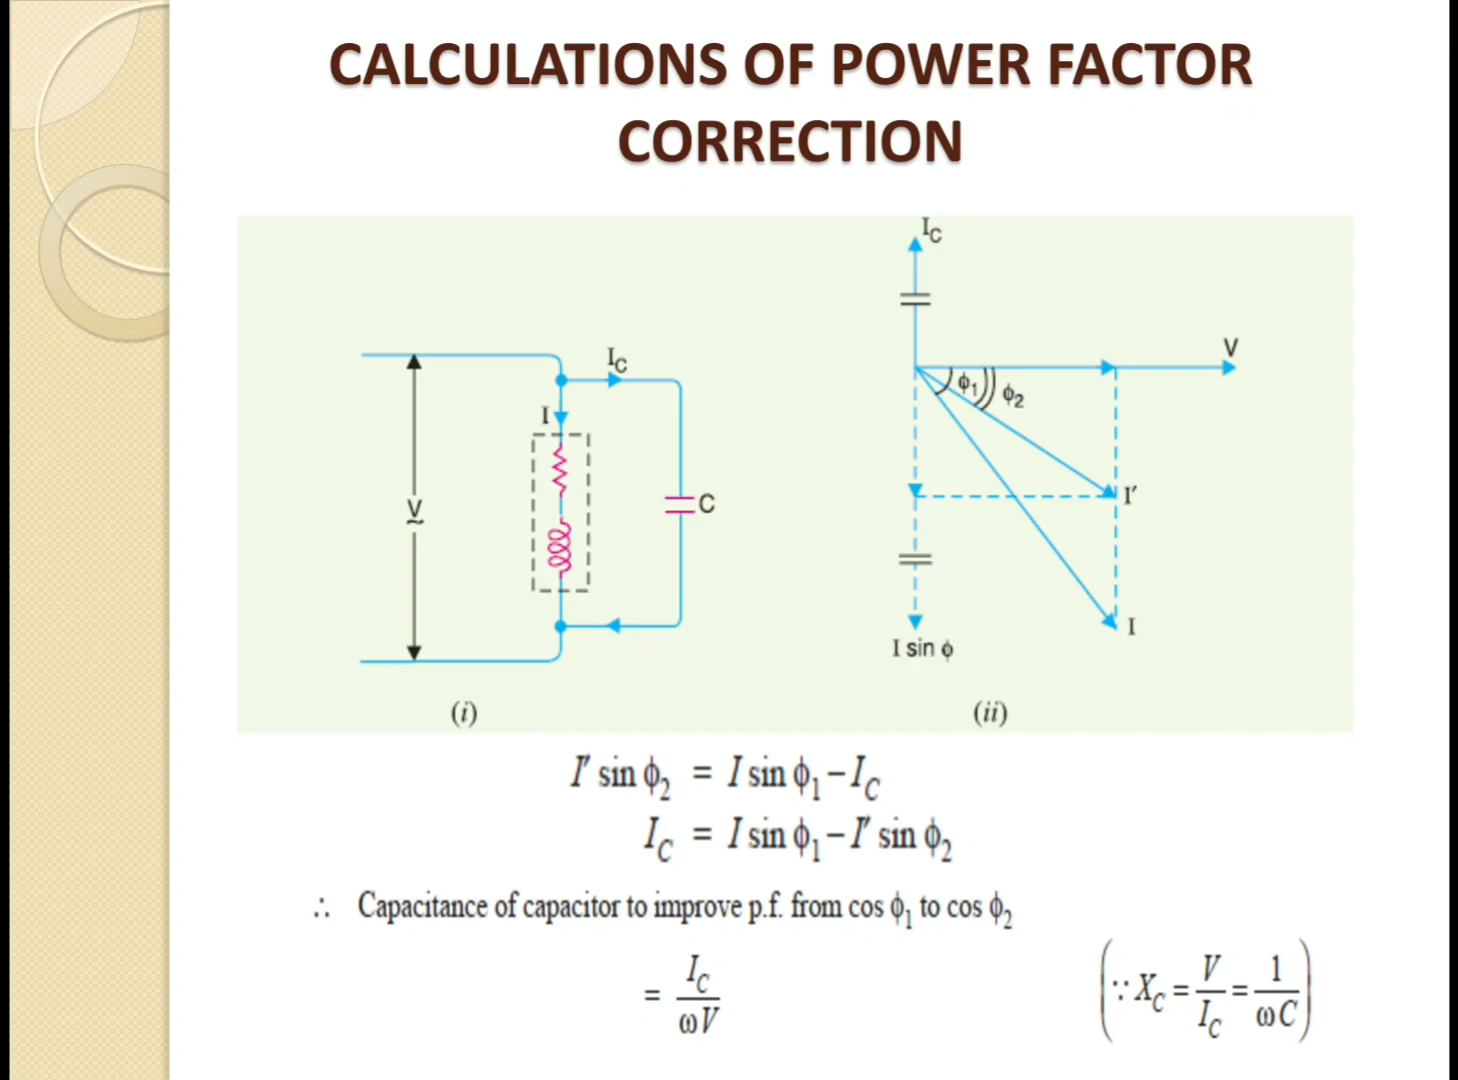 CALCULATIONS OF POWER FACTOR
CORRECTION
I_C
V
I_C
I
V
~
C
ϕ₁
ϕ₂
I′
I
I sin ϕ
(i)
(ii)
I′ sin ϕ₂ = I sin ϕ₁ – I_C
I_C = I sin ϕ₁ – I′ sin ϕ₂
∴ Capacitance of capacitor to improve p.f. from cos ϕ₁ to cos ϕ₂
= I_C / ωV (∵ X_C = V / I_C = 1 / ωC)